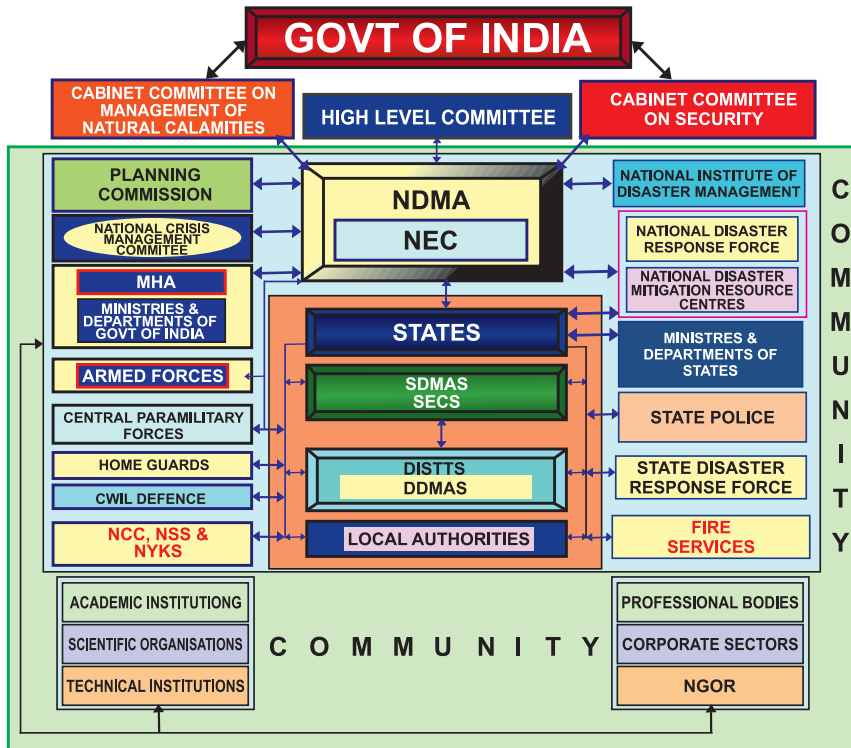 GOVT OF INDIA
CABINET COMMITTEE ON
MANAGEMENT OF
NATURAL CALAMITIES
HIGH LEVEL COMMITTEE
CABINET COMMITTEE
ON SECURITY
PLANNING
COMMISSION
NATIONAL CRISIS
MANAGEMENT
COMMITEE
MHA
MINISTRIES &
DEPARTMENTS OF
GOVT OF INDIA
ARMED FORCES
CENTRAL PARAMILITARY
FORCES
HOME GUARDS
CWIL DEFENCE
NCC, NSS &
NYKS
NDMA
NEC
STATES
SDMAS
SECS
DISTTS
DDMAS
LOCAL AUTHORITIES
NATIONAL INSTITUTE OF
DISASTER MANAGEMENT
NATIONAL DISASTER
RESPONSE FORCE
NATIONAL DISASTER
MITIGATION RESOURCE
CENTRES
MINISTRES &
DEPARTMENTS OF
STATES
STATE POLICE
STATE DISASTER
RESPONSE FORCE
FIRE
SERVICES
COMMUNITY
ACADEMIC INSTITUTIONG
SCIENTIFIC ORGANISATIONS
TECHNICAL INSTITUTIONS
COMMUNITY
PROFESSIONAL BODIES
CORPORATE SECTORS
NGOR